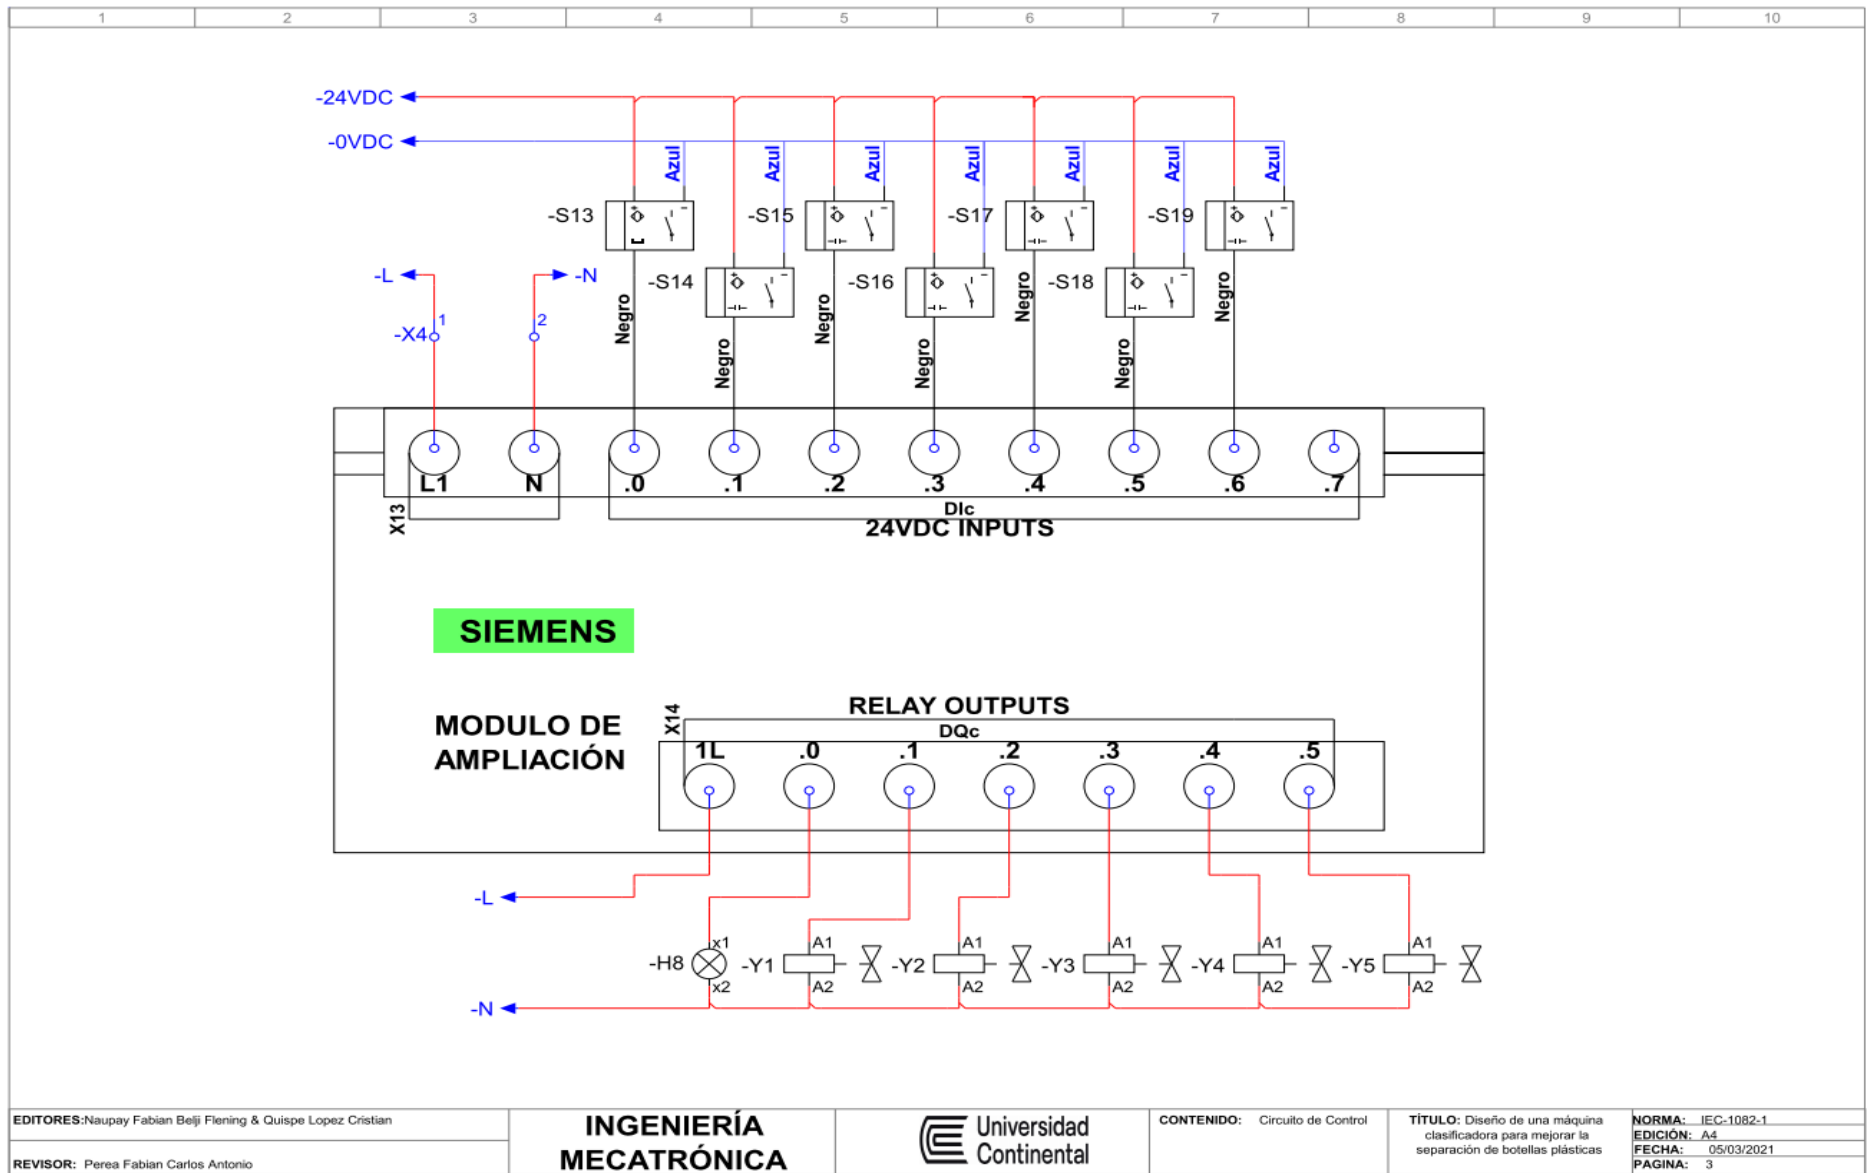 1 2 3 4 5 6 7 8 9 10
-24VDC
-0VDC
Azul Azul Azul Azul Azul Azul Azul
-S13 -S15 -S17 -S19
-L -N -S14 -S16 -S18
-X4 1 2
Negro Negro Negro Negro Negro Negro Negro
L1 N .0 .1 .2 .3 .4 .5 .6 .7
X13
DIc
24VDC INPUTS
SIEMENS
MODULO DE
AMPLIACIÓN
RELAY OUTPUTS
X14
DQc
1L .0 .1 .2 .3 .4 .5
-L
x1 A1 A1 A1 A1 A1
-H8 -Y1 -Y2 -Y3 -Y4 -Y5
x2 A2 A2 A2 A2 A2
-N
EDITORES:Naupay Fabian Belji Flening & Quispe Lopez Cristian
REVISOR: Perea Fabian Carlos Antonio
INGENIERÍA
MECATRÓNICA
Universidad
Continental
CONTENIDO: Circuito de Control
TÍTULO: Diseño de una máquina
clasificadora para mejorar la
separación de botellas plásticas
NORMA: IEC-1082-1
EDICIÓN: A4
FECHA: 05/03/2021
PAGINA: 3